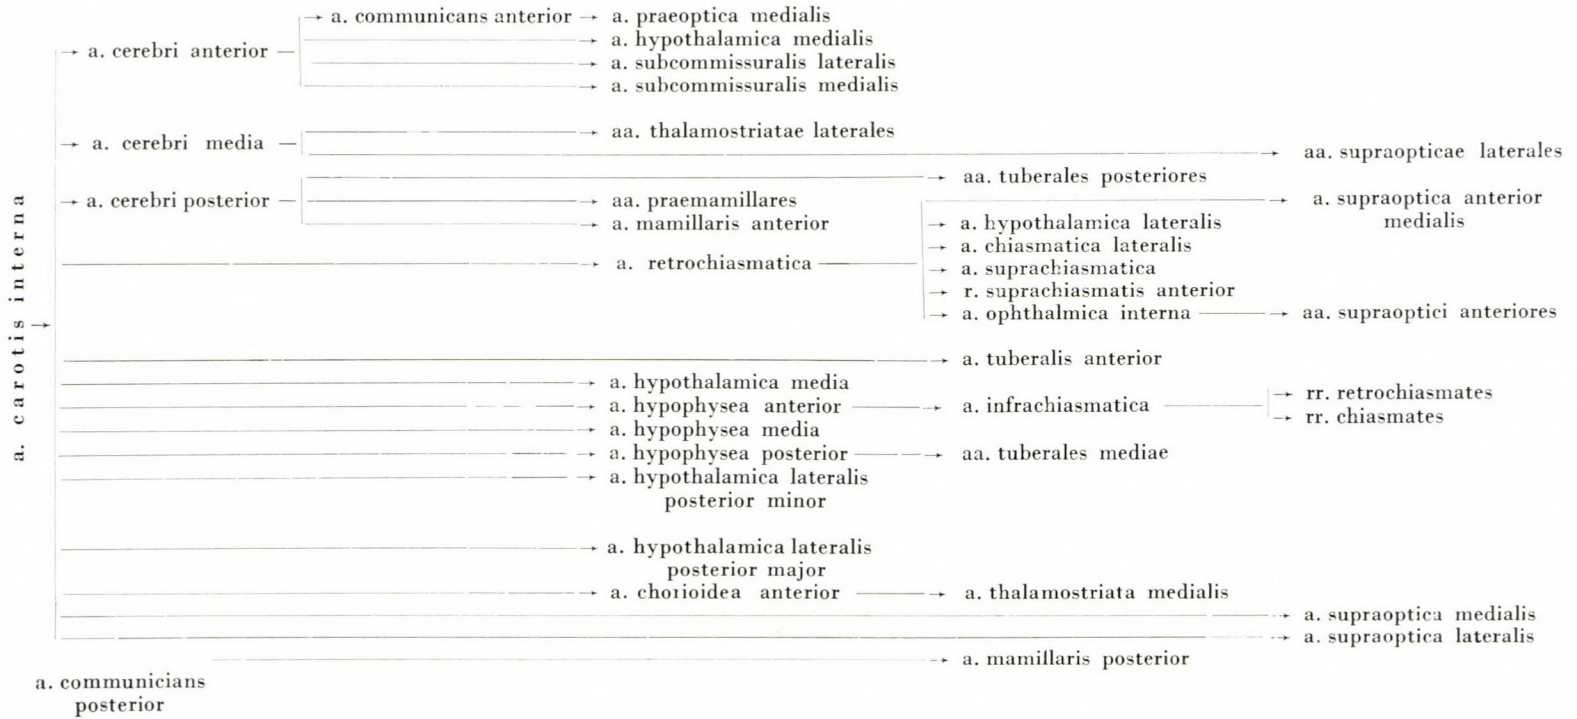 a. communicans anterior → a. praeoptica medialis
→ a. hypothalamica medialis
→ a. cerebri anterior
→ a. subcommissuralis lateralis
→ a. subcommissuralis medialis
→ aa. thalamostriatae laterales
→ a. cerebri media
→ aa. supraopticae laterales
→ aa. tuberales posteriores
→ a. cerebri posterior → aa. praemamillares → a. supraoptica anterior
medialis
→ a. mamillaris anterior → a. hypothalamica lateralis
→ a. chiasmatica lateralis
→ a. retrochiasmatica → a. suprachiasmatica
→ r. suprachiasmatis anterior
→ a. ophthalmica interna → aa. supraoptici anteriores
a. carotis interna →
→ a. tuberalis anterior
→ a. hypothalamica media
→ a. hypophysea anterior → a. infrachiasmatica → rr. retrochiasmates
→ rr. chiasmates
→ a. hypophysea media
→ a. hypophysea posterior → aa. tuberales mediae
→ a. hypothalamica lateralis
posterior minor
→ a. hypothalamica lateralis
posterior major
→ a. chorioidea anterior → a. thalamostriata medialis
→ a. supraoptica medialis
→ a. supraoptica lateralis
→ a. mamillaris posterior
a. communicians
posterior